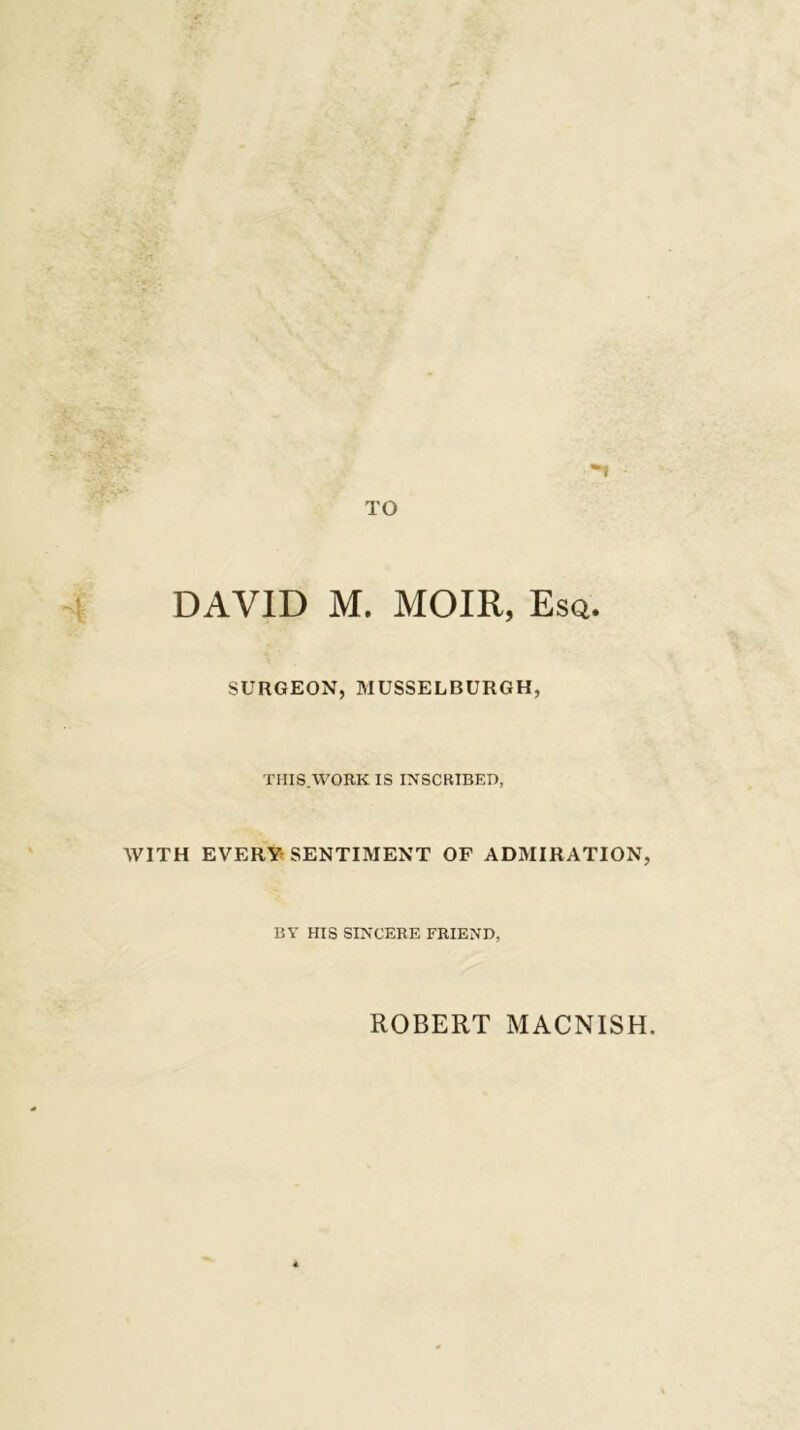 TO
DAVID M. MOIR, Esq.
SURGEON, MUSSELBURGH,
THIS WORK IS INSCRIBED,
WITH EVERY SENTIMENT OF ADMIRATION,
BY HIS SINCERE FRIEND,
ROBERT MACNISH.